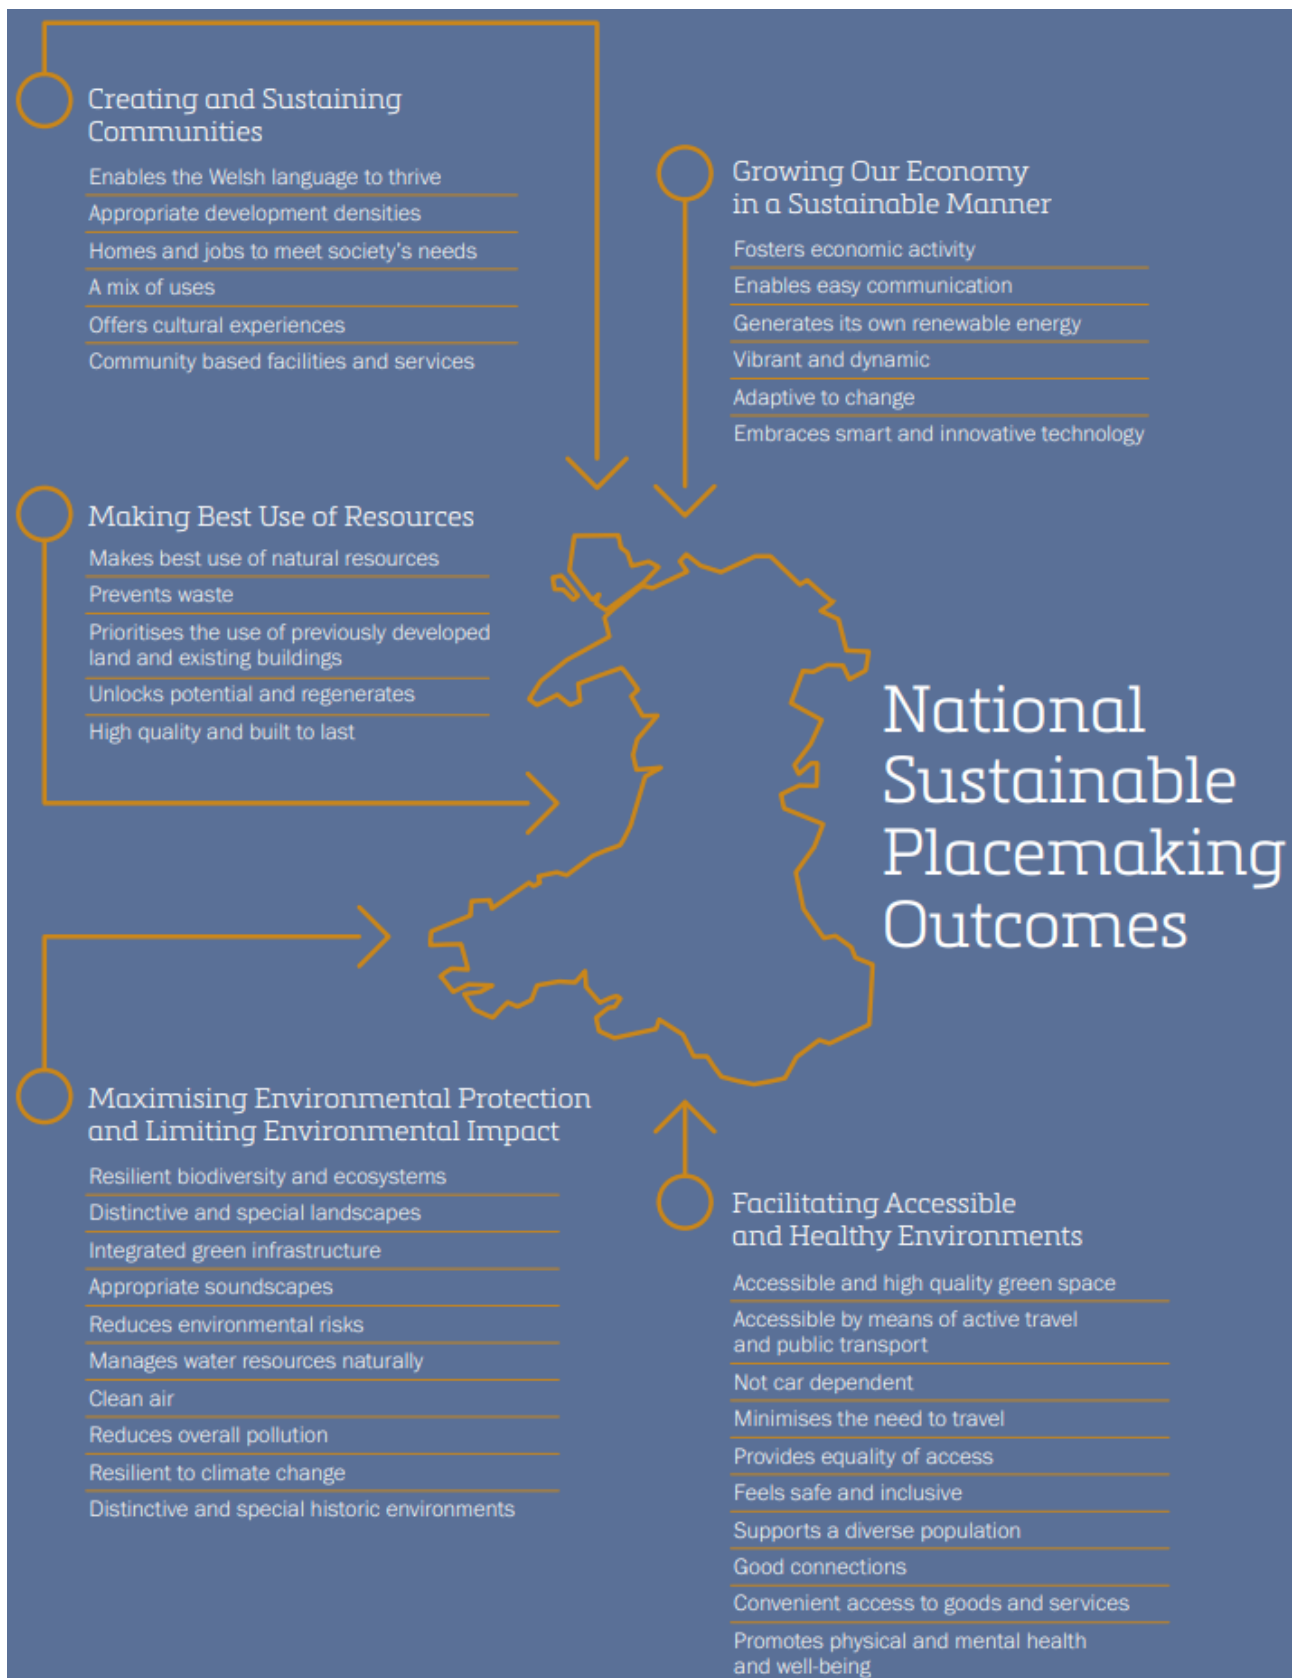 Creating and Sustaining
Communities
Enables the Welsh language to thrive
Appropriate development densities
Homes and jobs to meet society's needs
A mix of uses
Offers cultural experiences
Community based facilities and services
Growing Our Economy
in a Sustainable Manner
Fosters economic activity
Enables easy communication
Generates its own renewable energy
Vibrant and dynamic
Adaptive to change
Embraces smart and innovative technology
Making Best Use of Resources
Makes best use of natural resources
Prevents waste
Prioritises the use of previously developed
land and existing buildings
Unlocks potential and regenerates
High quality and built to last
National
Sustainable
Placemaking
Outcomes
Maximising Environmental Protection
and Limiting Environmental Impact
Resilient biodiversity and ecosystems
Distinctive and special landscapes
Integrated green infrastructure
Appropriate soundscapes
Reduces environmental risks
Manages water resources naturally
Clean air
Reduces overall pollution
Resilient to climate change
Distinctive and special historic environments
Facilitating Accessible
and Healthy Environments
Accessible and high quality green space
Accessible by means of active travel
and public transport
Not car dependent
Minimises the need to travel
Provides equality of access
Feels safe and inclusive
Supports a diverse population
Good connections
Convenient access to goods and services
Promotes physical and mental health
and well-being